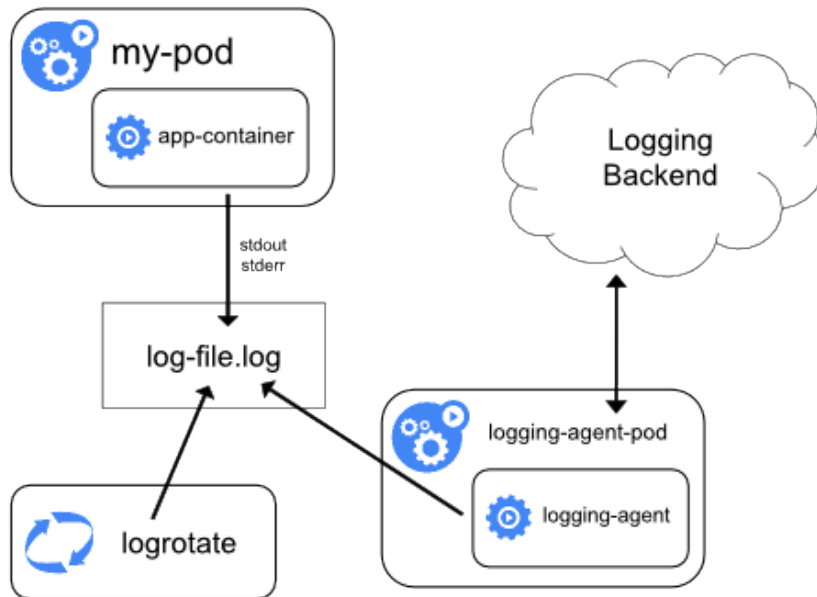 my-pod
app-container
Logging
Backend
stdout
stderr
log-file.log
logging-agent-pod
logging-agent
logrotate